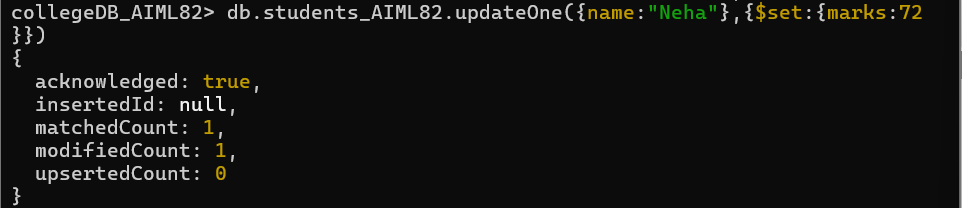 collegeDB_AIML82> db.students_AIML82.updateOne({name:"Neha"},{$set:{marks:72
}})
{
  acknowledged: true,
  insertedId: null,
  matchedCount: 1,
  modifiedCount: 1,
  upsertedCount: 0
}